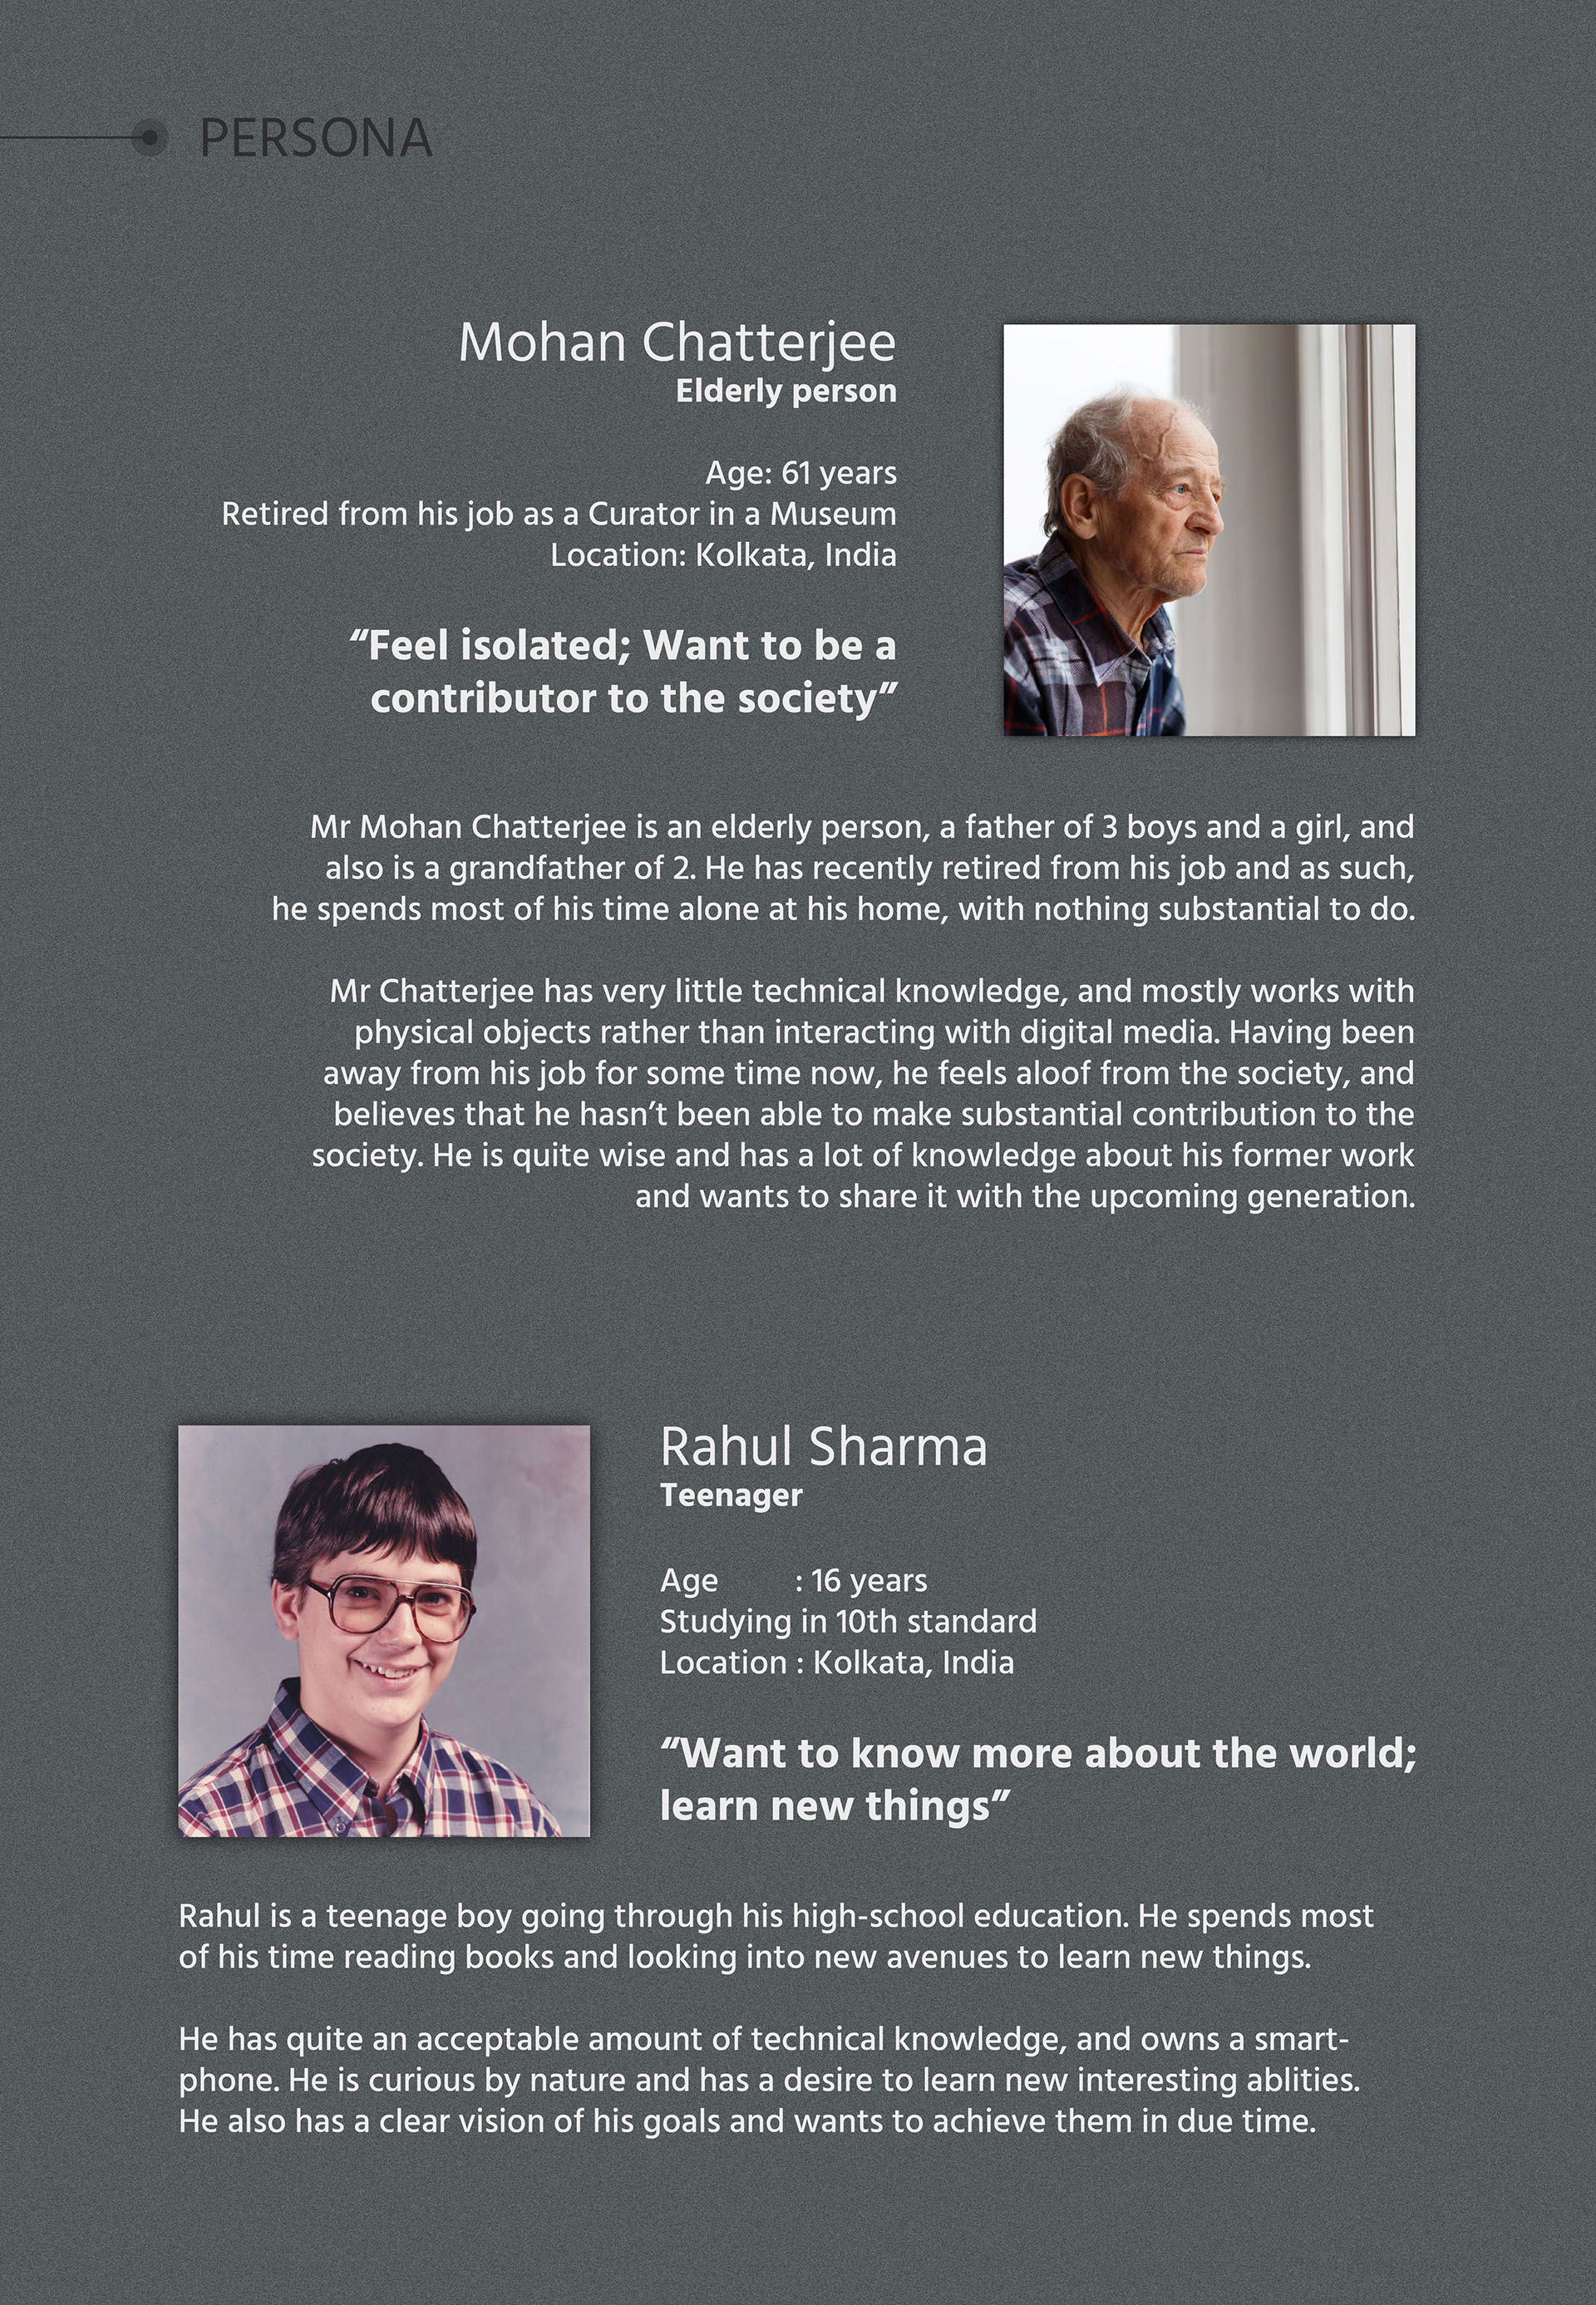 PERSONA
Mohan Chatterjee
Elderly person
Age: 61 years
Retired from his job as a Curator in a Museum
Location: Kolkata, India
“Feel isolated; Want to be a
contributor to the society”
Mr Mohan Chatterjee is an elderly person, a father of 3 boys and a girl, and
also is a grandfather of 2. He has recently retired from his job and as such,
he spends most of his time alone at his home, with nothing substantial to do.
Mr Chatterjee has very little technical knowledge, and mostly works with
physical objects rather than interacting with digital media. Having been
away from his job for some time now, he feels aloof from the society, and
believes that he hasn’t been able to make substantial contribution to the
society. He is quite wise and has a lot of knowledge about his former work
and wants to share it with the upcoming generation.
Rahul Sharma
Teenager
Age : 16 years
Studying in 10th standard
Location : Kolkata, India
“Want to know more about the world;
learn new things”
Rahul is a teenage boy going through his high-school education. He spends most
of his time reading books and looking into new avenues to learn new things.
He has quite an acceptable amount of technical knowledge, and owns a smart-
phone. He is curious by nature and has a desire to learn new interesting ablities.
He also has a clear vision of his goals and wants to achieve them in due time.